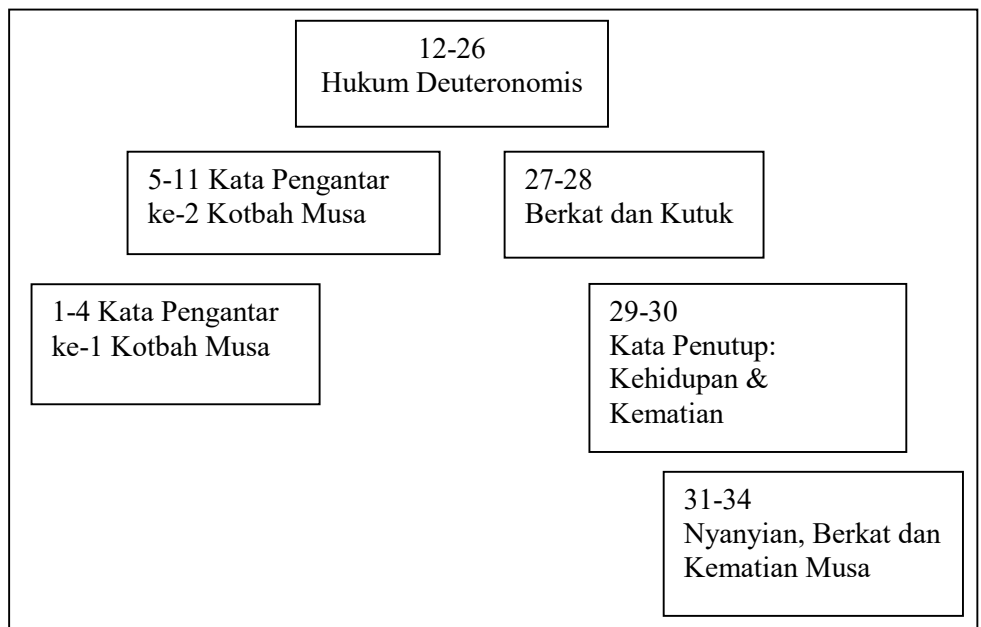 12-26
Hukum Deuteronomis
5-11 Kata Pengantar
ke-2 Kotbah Musa
27-28
Berkat dan Kutuk
1-4 Kata Pengantar
ke-1 Kotbah Musa
29-30
Kata Penutup:
Kehidupan &
Kematian
31-34
Nyanyian, Berkat dan
Kematian Musa